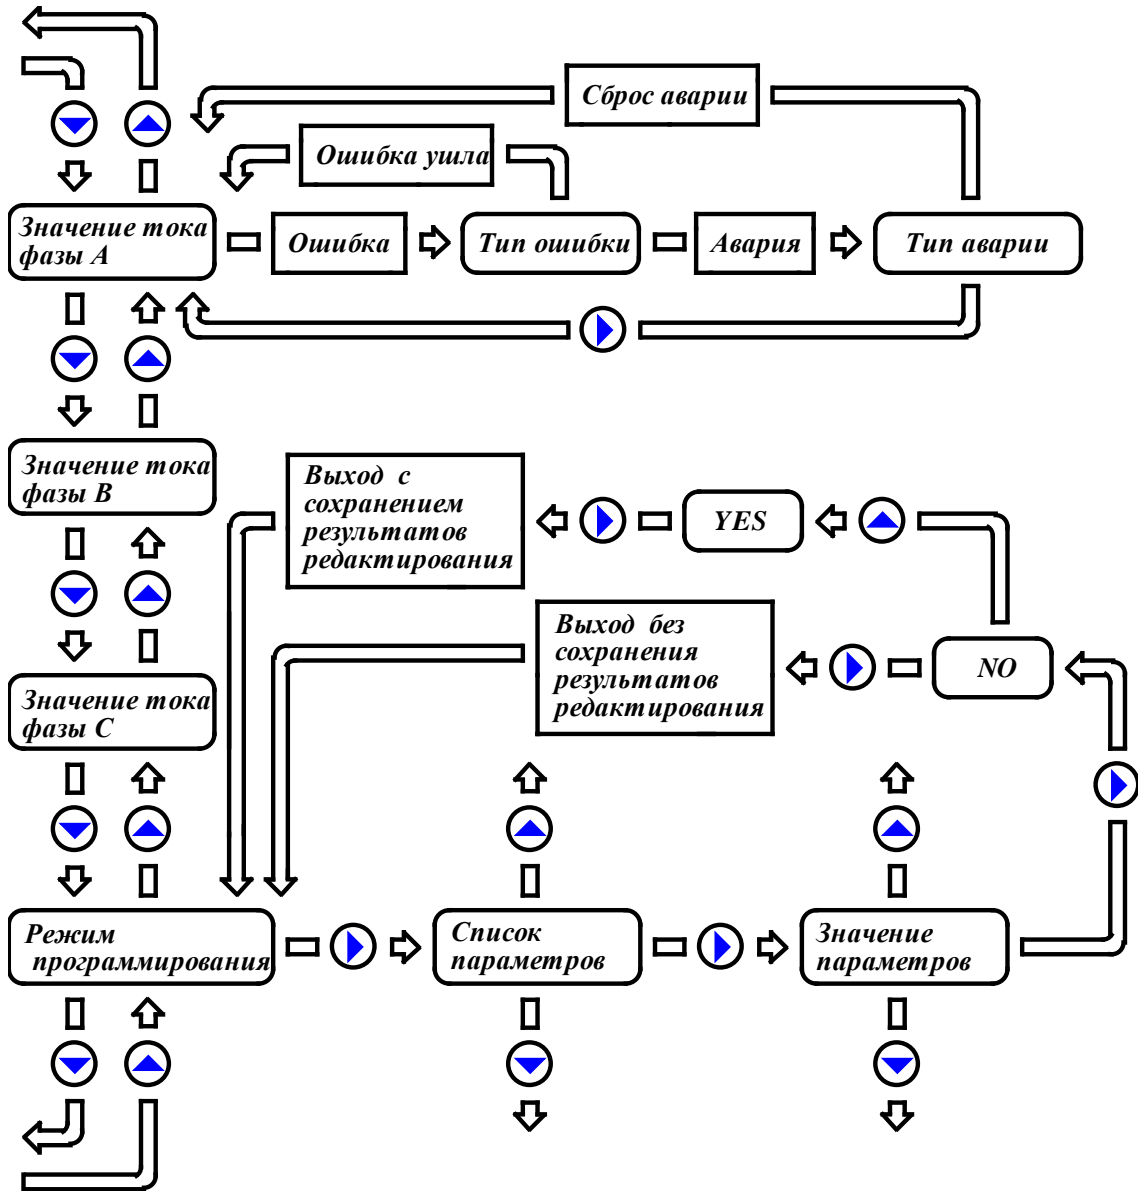 Сброс аварии
Ошибка ушла
Значение тока
фазы А
Ошибка
Тип ошибки
Авария
Тип аварии
Значение тока
фазы В
Выход с
сохранением
результатов
редактирования
YES
Выход без
сохранения
результатов
редактирования
NO
Значение тока
фазы С
Режим
программирования
Список
параметров
Значение
параметров